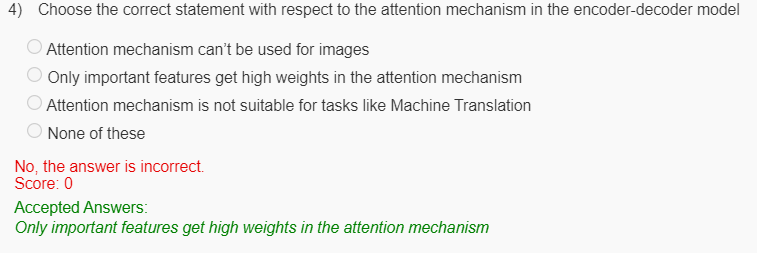 4) Choose the correct statement with respect to the attention mechanism in the encoder-decoder model
Attention mechanism can't be used for images
Only important features get high weights in the attention mechanism
Attention mechanism is not suitable for tasks like Machine Translation
None of these
No, the answer is incorrect.
Score: 0
Accepted Answers:
Only important features get high weights in the attention mechanism